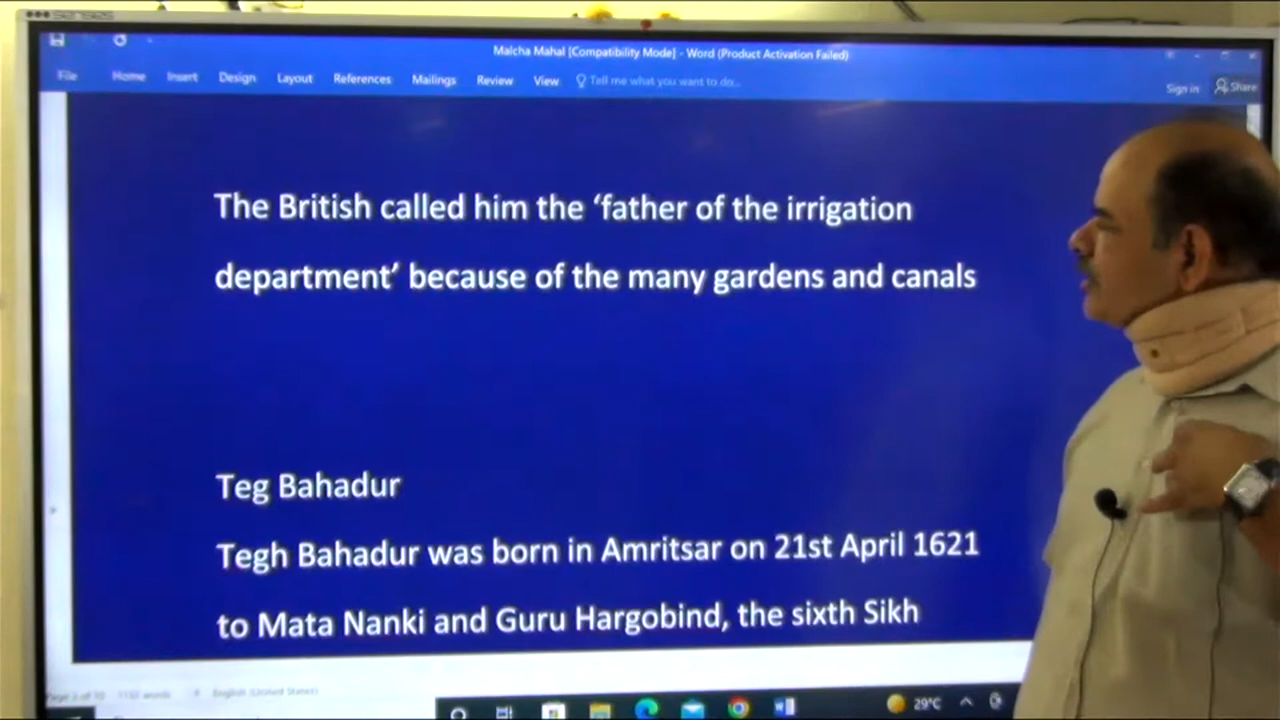 Malcha Mahal [Compatibility Mode] - Word (Product Activation Failed)
File Home Insert Design Layout References Mailings Review View Tell me what you want to do... Sign in Share
The British called him the ‘father of the irrigation
department’ because of the many gardens and canals
Teg Bahadur
Tegh Bahadur was born in Amritsar on 21st April 1621
to Mata Nanki and Guru Hargobind, the sixth Sikh
English (United States)
29°C